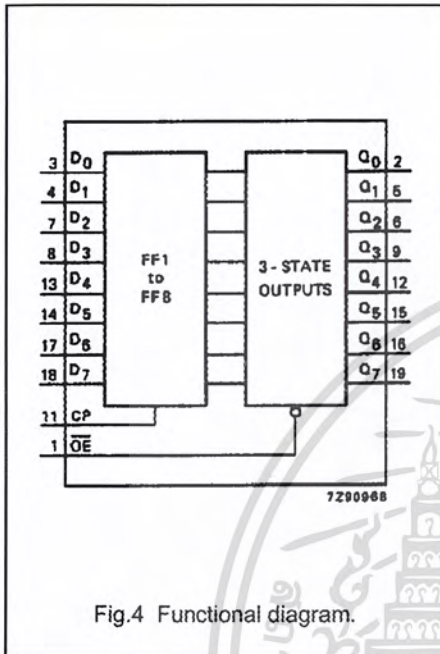 3 D0 Q0 2
4 D1 Q1 5
7 D2 Q2 6
8 D3 Q3 9
13 D4 Q4 12
14 D5 Q5 15
17 D6 Q6 16
18 D7 Q7 19
FF1
to
FF8
3-STATE
OUTPUTS
11 CP
1 O̅E̅
7Z90968
Fig.4 Functional diagram.